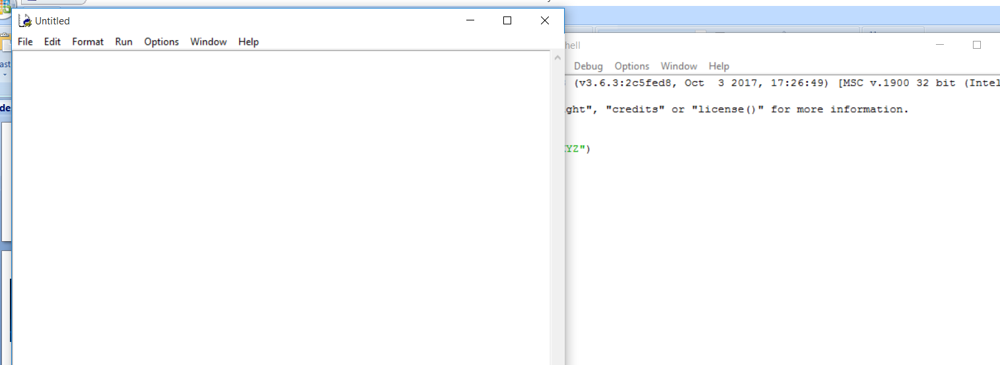 Untitled
File Edit Format Run Options Window Help
hell
Debug Options Window Help
(v3.6.3:2c5fed8, Oct  3 2017, 17:26:49) [MSC v.1900 32 bit (Intel
ght", "credits" or "license()" for more information.
YZ")
ast
de